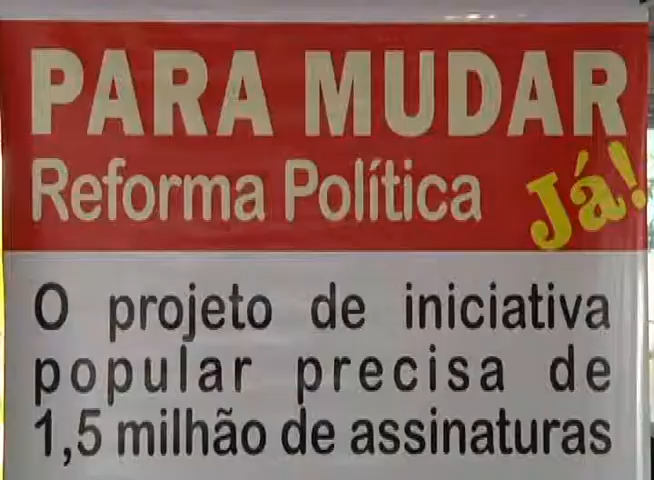 PARA MUDAR
Reforma Política Já!
O projeto de iniciativa
popular precisa de
1,5 milhão de assinaturas